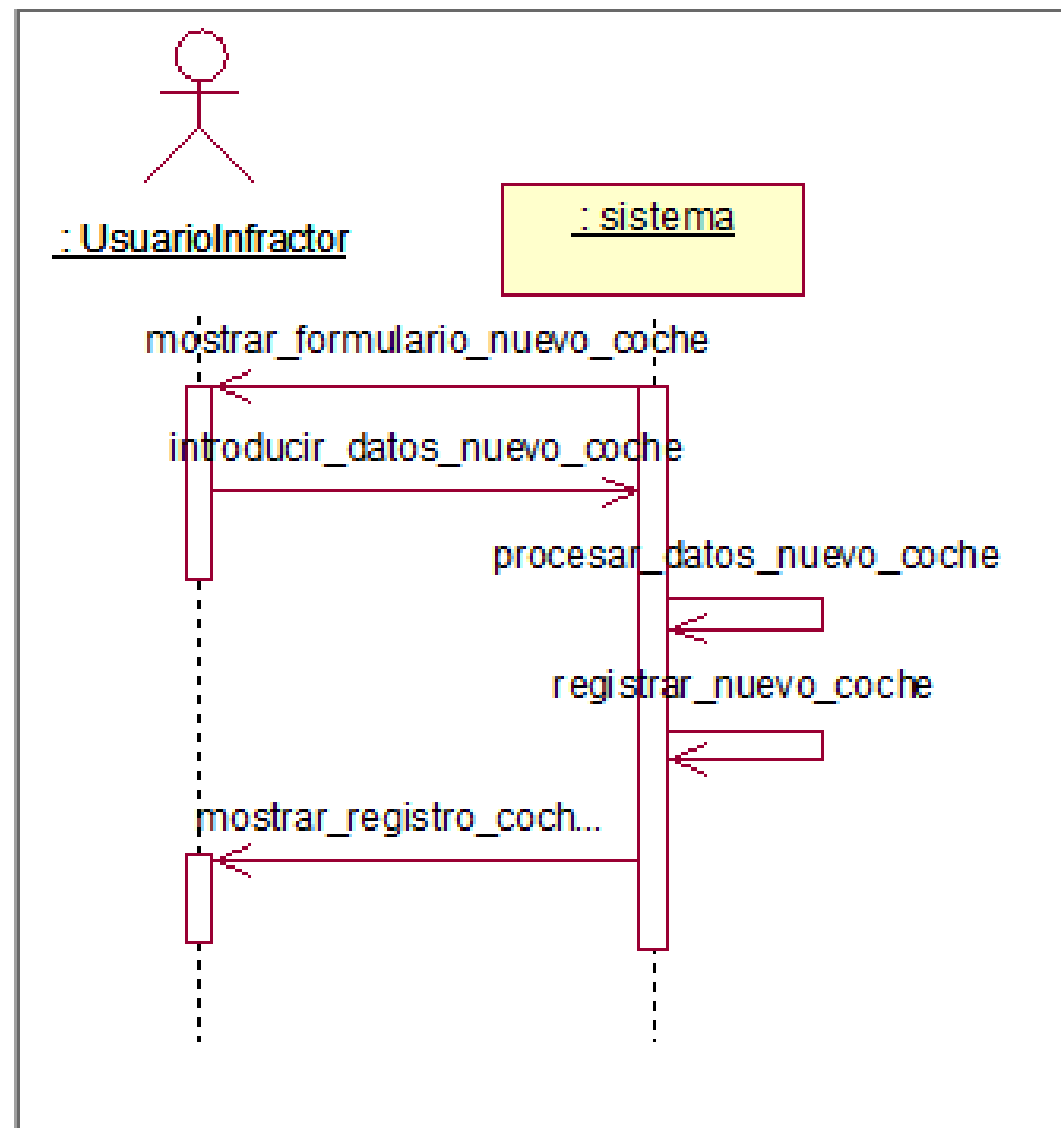 : UsuarioInfractor
: sistema
mostrar_formulario_nuevo_coche
introducir_datos_nuevo_coche
procesar_datos_nuevo_coche
registrar_nuevo_coche
mostrar_registro_coch...